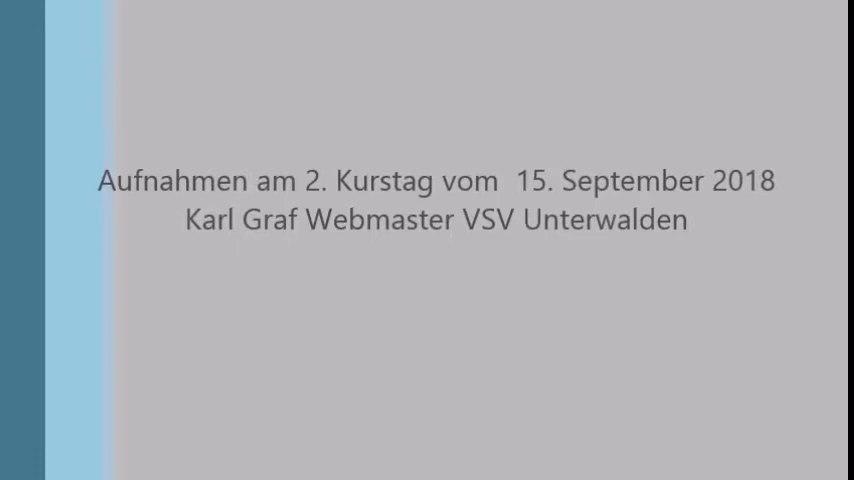 Aufnahmen am 2. Kurstag vom  15. September 2018
Karl Graf Webmaster VSV Unterwalden